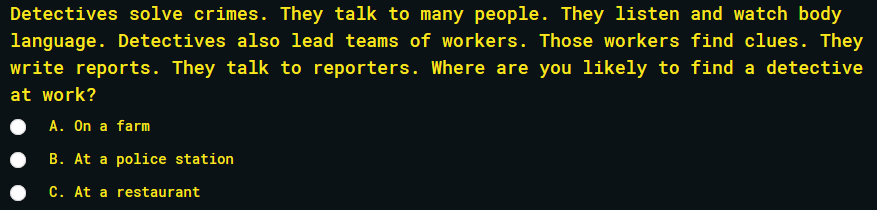 Detectives solve crimes. They talk to many people. They listen and watch body
language. Detectives also lead teams of workers. Those workers find clues. They
write reports. They talk to reporters. Where are you likely to find a detective
at work?
A. On a farm
B. At a police station
C. At a restaurant